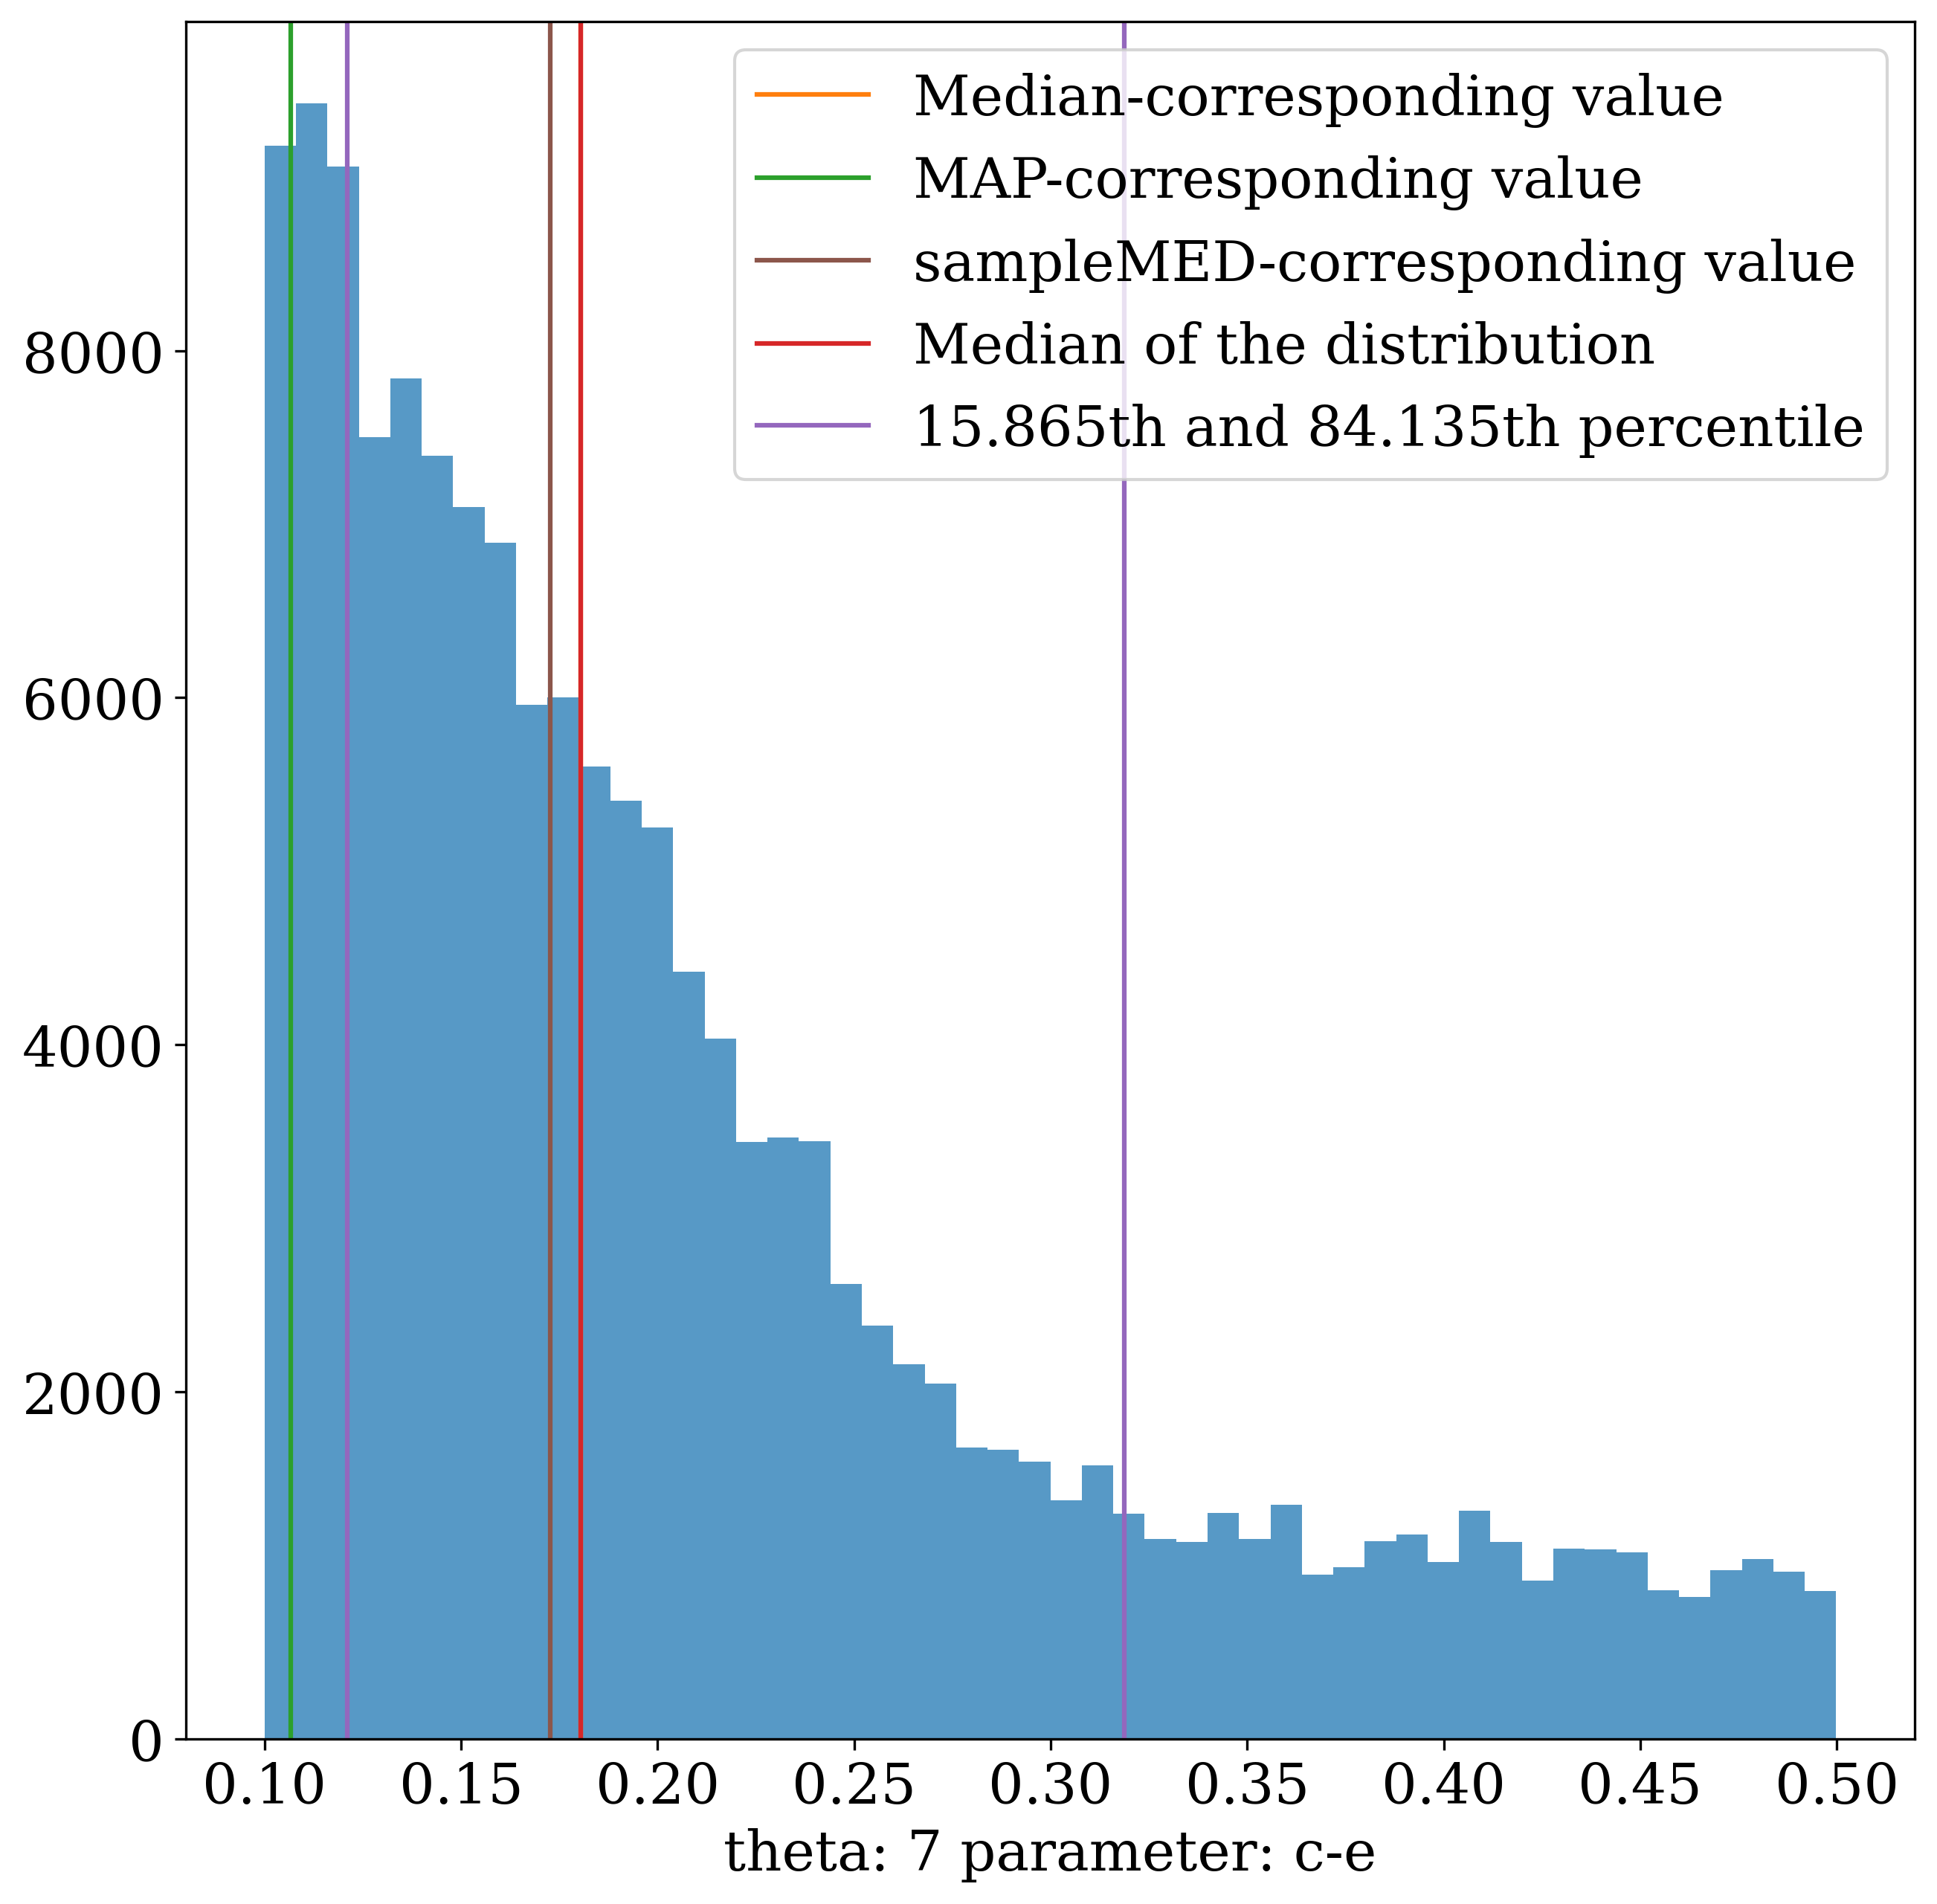 Median-corresponding value
MAP-corresponding value
sampleMED-corresponding value
Median of the distribution
15.865th and 84.135th percentile
8000
6000
4000
2000
0
0.10 0.15 0.20 0.25 0.30 0.35 0.40 0.45 0.50
theta: 7 parameter: c-e